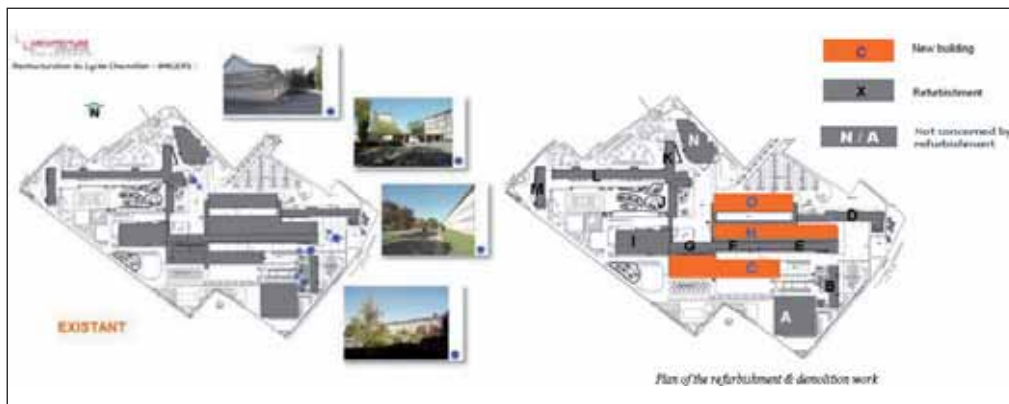 ARCHITECTURE
Restructuration du Lycée Chevrollier - ANGERS
N
EXISTANT
C
New building
X
Refurbishment
N / A
Not concerned by
refurbishment
N
K
L
M
J
O
D
H
I
G
F
E
C
B
A
Plan of the refurbishment & demolition work